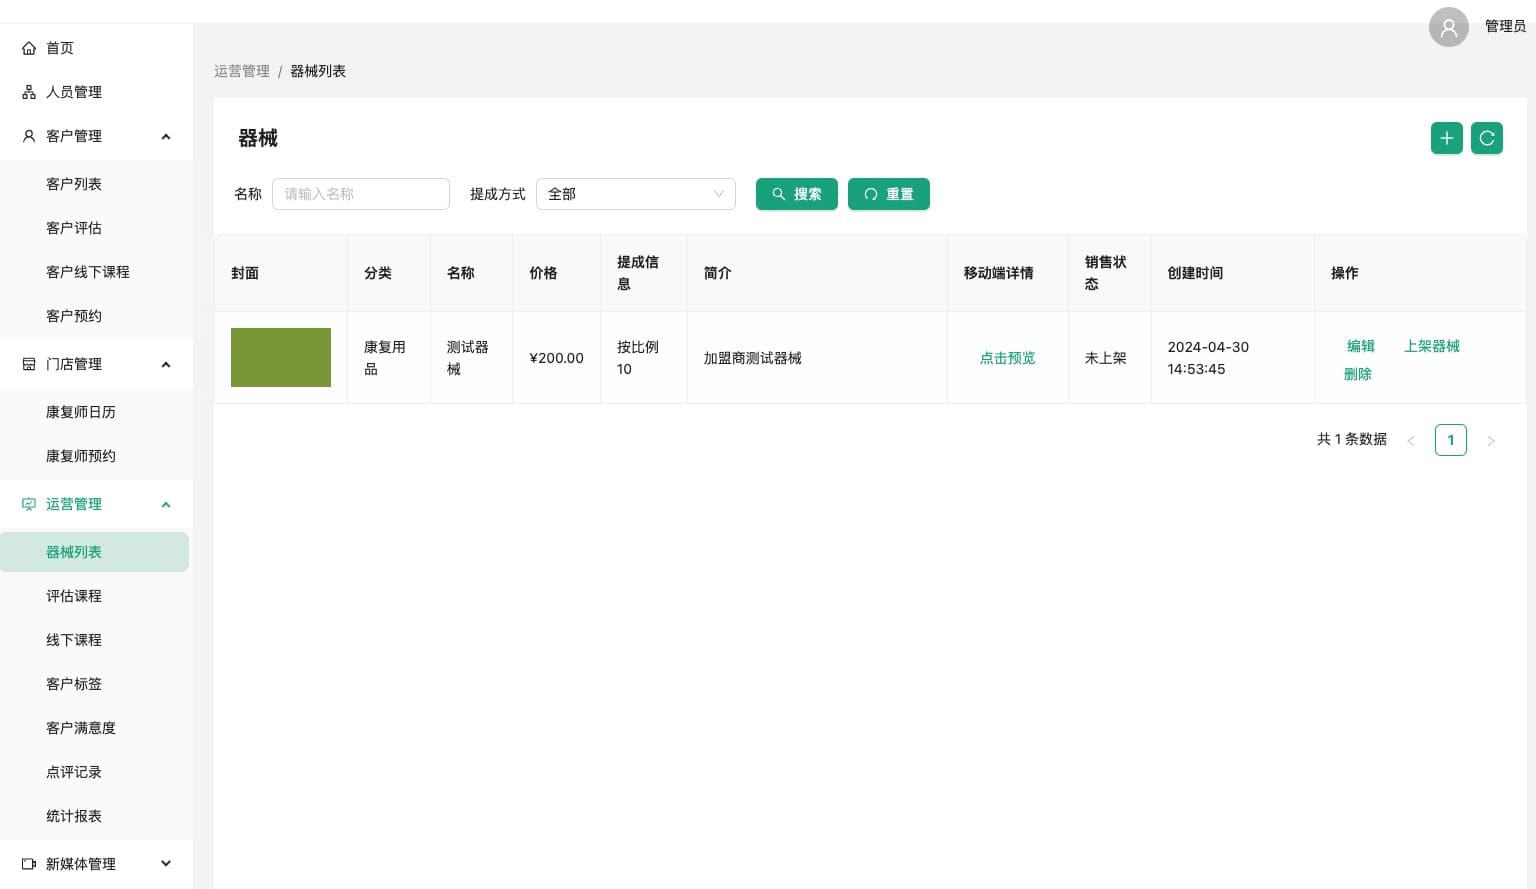 管理员
首页
人员管理
客户管理
客户列表
客户评估
客户线下课程
客户预约
门店管理
康复师日历
康复师预约
运营管理
器械列表
评估课程
线下课程
客户标签
客户满意度
点评记录
统计报表
新媒体管理
运营管理 / 器械列表
器械
名称 请输入名称 提成方式 全部 搜索 重置
封面 分类 名称 价格 提成信息 简介 移动端详情 销售状态 创建时间 操作
康复用品 测试器械 ¥200.00 按比例 10 加盟商测试器械 点击预览 未上架 2024-04-30 14:53:45 编辑 上架器械 删除
共 1 条数据 < 1 >